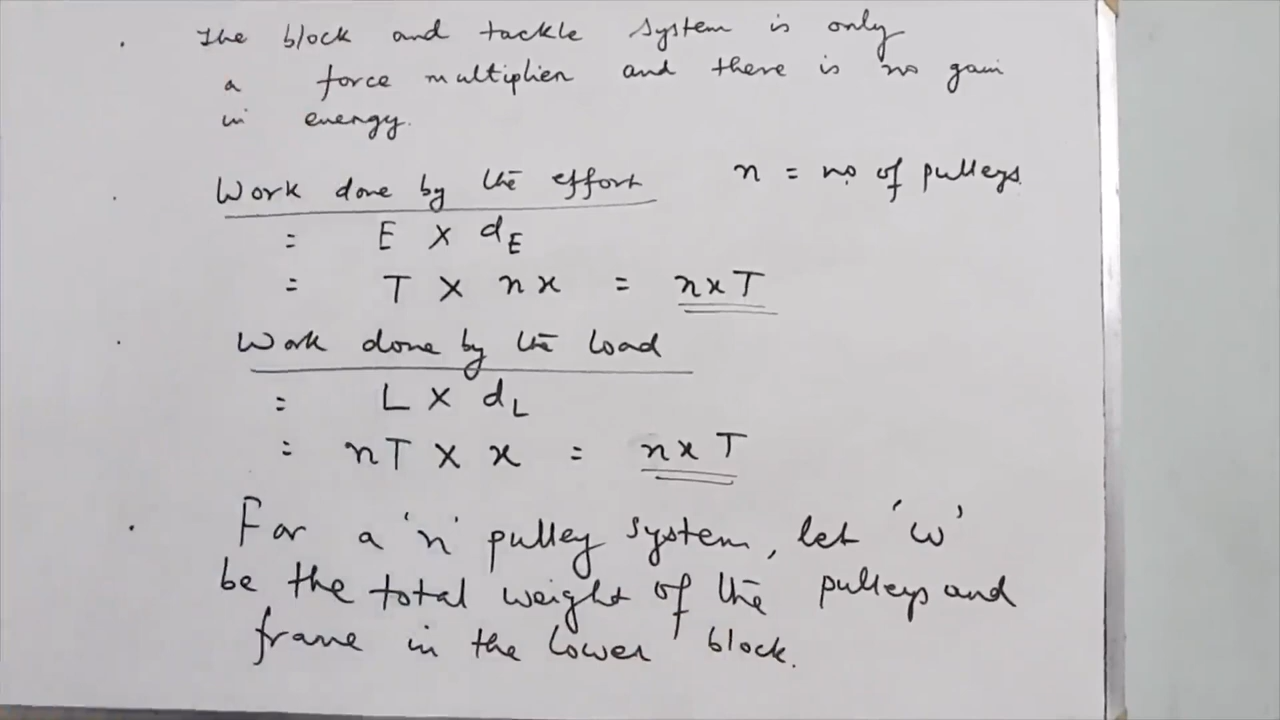 . The block and tackle system is only
a force multiplier and there is no gain
in energy.
. Work done by the effort n = no. of pulleys
= E X dE
= T X nx = nxT
. Work done by the load
= L X dL
= nT X x = nxT
. For a 'n' pulley system, let 'w'
be the total weight of the pulleys and
frame in the lower block.